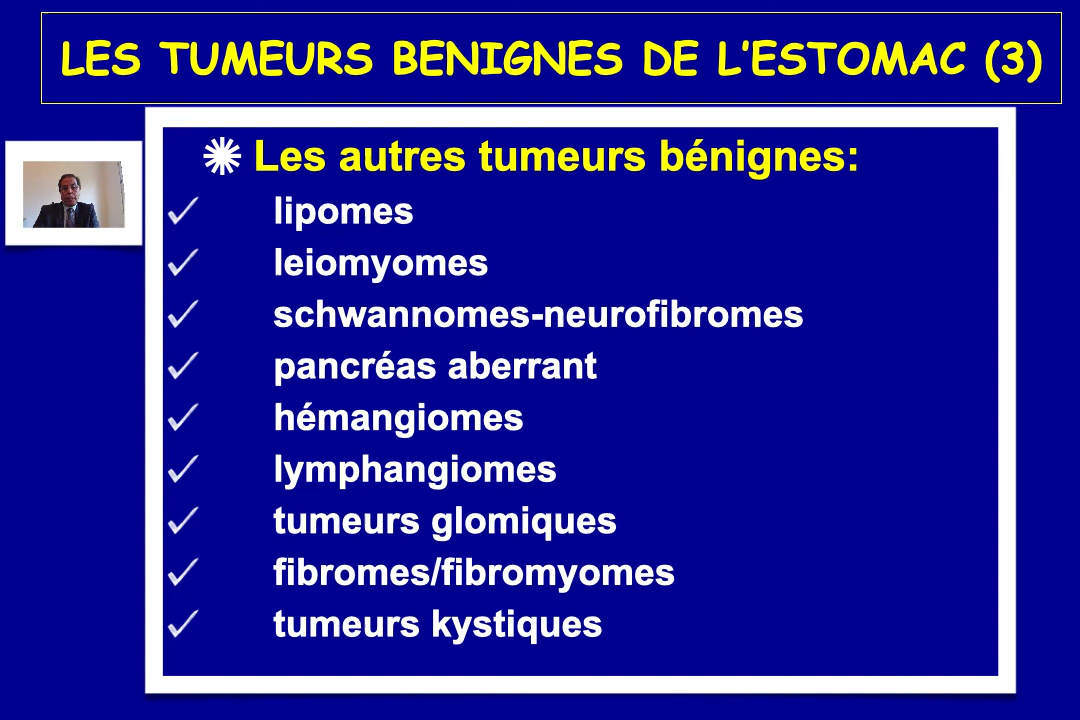 LES TUMEURS BENIGNES DE L’ESTOMAC (3)
Les autres tumeurs bénignes:
lipomes
leiomyomes
schwannomes-neurofibromes
pancréas aberrant
hémangiomes
lymphangiomes
tumeurs glomiques
fibromes/fibromyomes
tumeurs kystiques